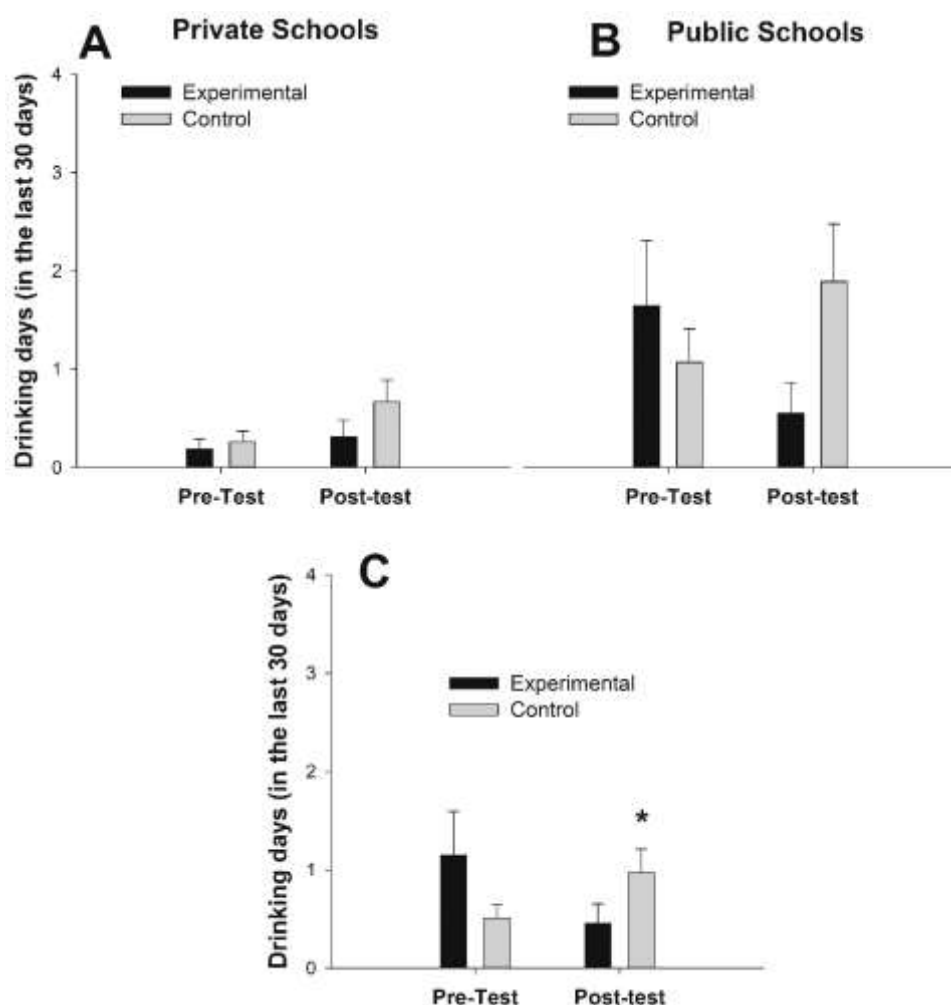 A Private Schools
Drinking days (in the last 30 days)
4
3
2
1
0
Experimental
Control
Pre-Test Post-test
B Public Schools
Experimental
Control
Pre-Test Post-test
C
Drinking days (in the last 30 days)
4
3
2
1
0
Experimental
Control
*
Pre-Test Post-test